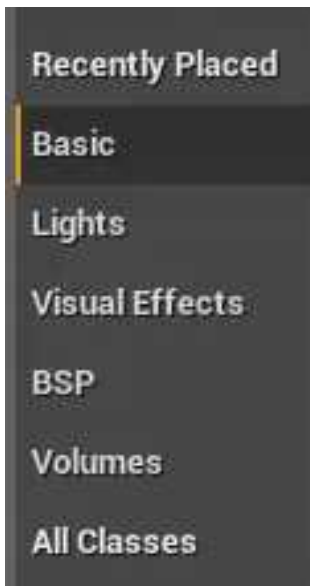 Recently Placed
Basic
Lights
Visual Effects
BSP
Volumes
All Classes